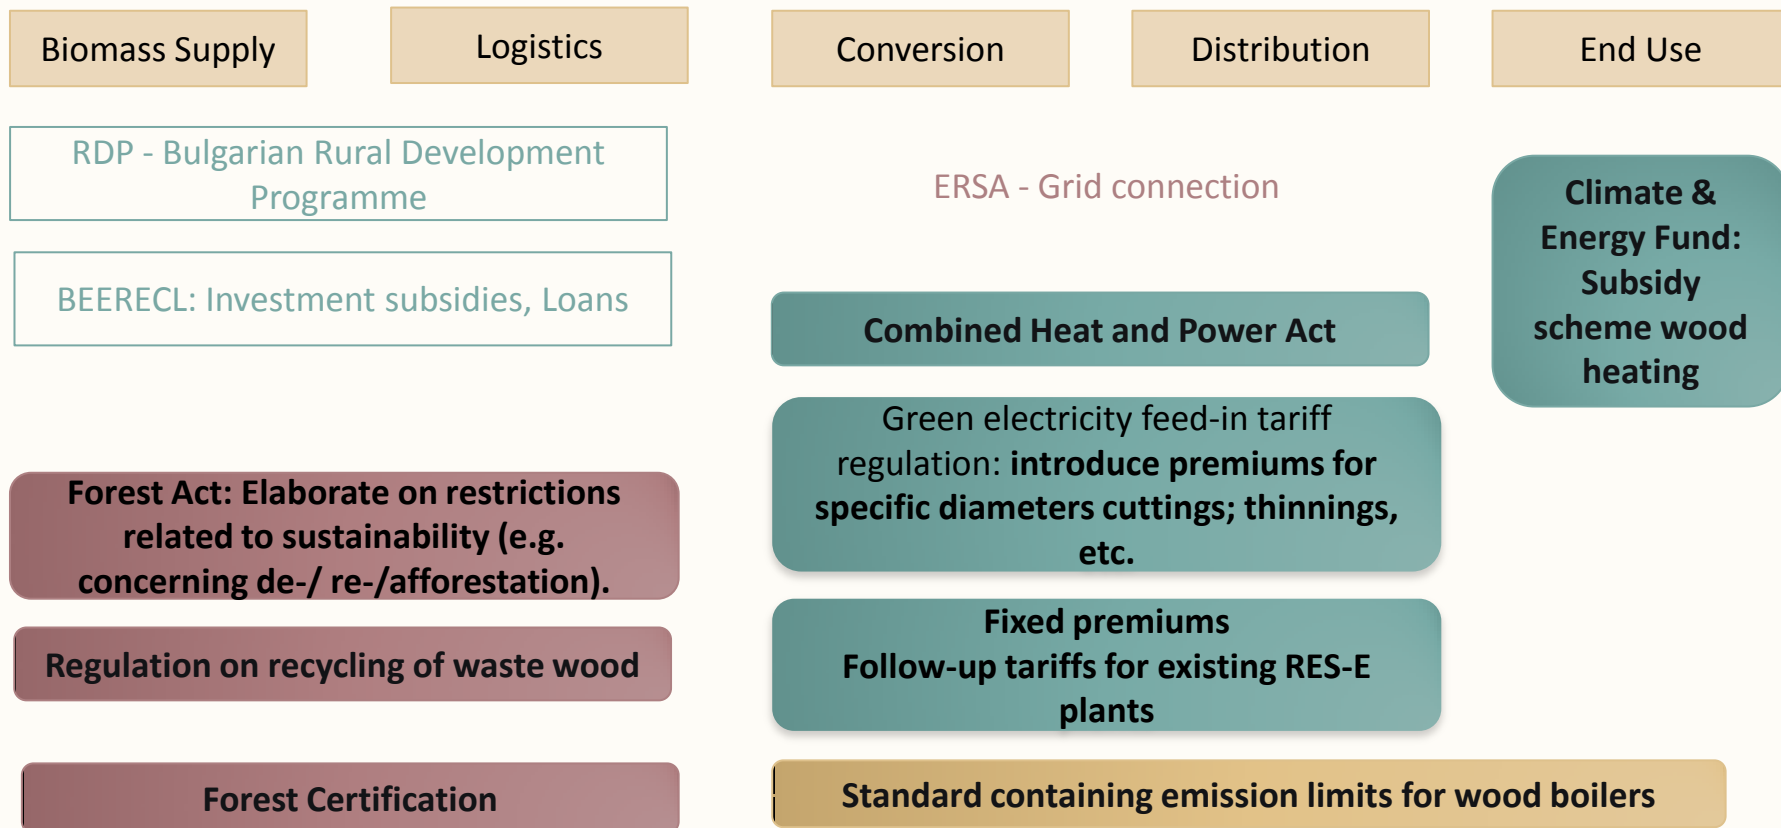 Biomass Supply
Logistics
Conversion
Distribution
End Use
RDP - Bulgarian Rural Development
Programme
BEERECL: Investment subsidies, Loans
Forest Act: Elaborate on restrictions
related to sustainability (e.g.
concerning de-/ re-/afforestation).
Regulation on recycling of waste wood
Forest Certification
ERSA - Grid connection
Combined Heat and Power Act
Green electricity feed-in tariff
regulation: introduce premiums for
specific diameters cuttings; thinnings,
etc.
Fixed premiums
Follow-up tariffs for existing RES-E
plants
Standard containing emission limits for wood boilers
Climate &
Energy Fund:
Subsidy
scheme wood
heating